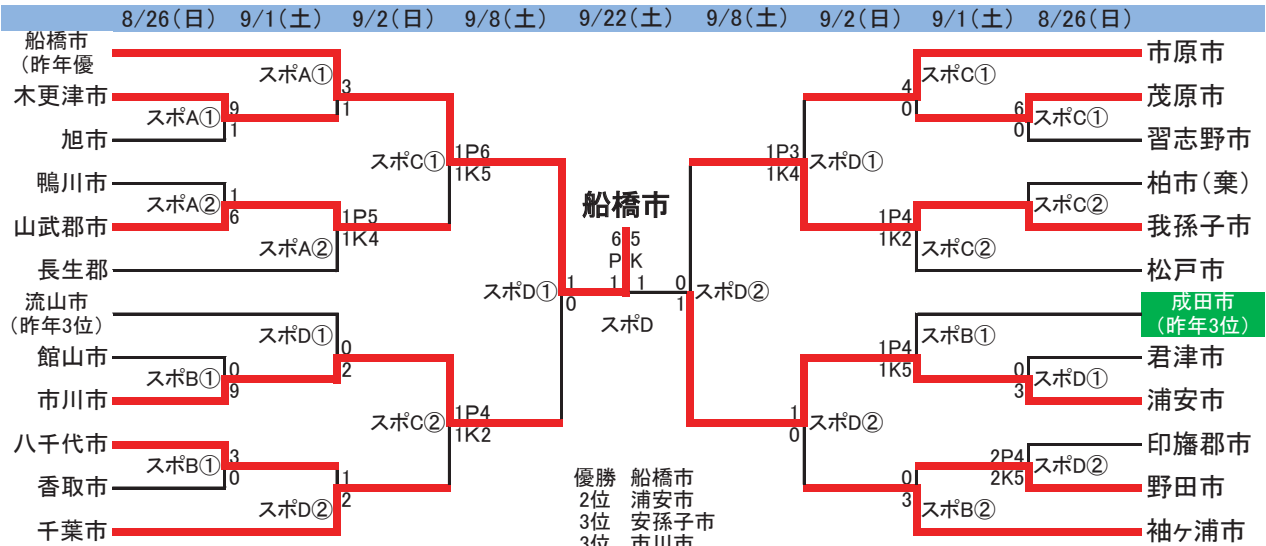 8/26(日) 9/1(土) 9/2(日) 9/8(土) 9/22(土) 9/8(土) 9/2(日) 9/1(土) 8/26(日)
船橋市
(昨年優
木更津市
旭市
鴨川市
山武郡市
長生郡
流山市
(昨年3位)
館山市
市川市
八千代市
香取市
千葉市
スポA①
9
1
スポA②
1
6
スポB①
0
9
スポB①
3
0
スポA①
3
1
スポA②
1P5
1K4
スポD①
0
2
スポD②
1
2
スポC①
1P6
1K5
スポC②
1P4
1K2
スポD①
1
0
船橋市
6 5
P K
1 1
スポD
0
1
スポD②
1P3
1K4
スポD①
1
0
スポD②
4
0
スポC①
1P4
1K2
スポC②
1P4
1K5
スポB①
0
3
スポB②
6
0
スポC①
スポC②
0
3
スポD①
2P4
2K5
スポD②
市原市
茂原市
習志野市
柏市(棄)
我孫子市
松戸市
成田市
(昨年3位)
君津市
浦安市
印旛郡市
野田市
袖ヶ浦市
優勝 船橋市
2位 浦安市
3位 安孫子市
3位 市川市